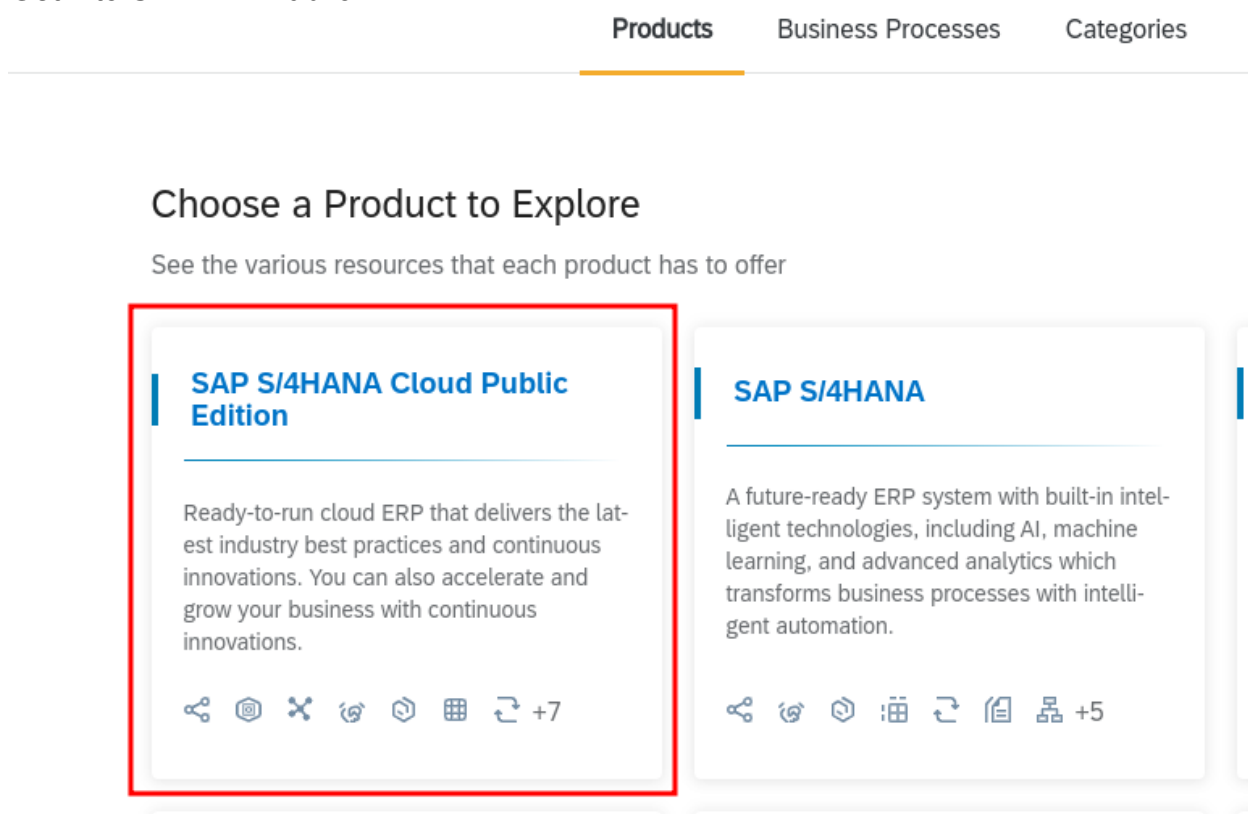 Products
Business Processes
Categories
Choose a Product to Explore
See the various resources that each product has to offer
SAP S/4HANA Cloud Public
Edition
Ready-to-run cloud ERP that delivers the lat-
est industry best practices and continuous
innovations. You can also accelerate and
grow your business with continuous
innovations.
+7
SAP S/4HANA
A future-ready ERP system with built-in intel-
ligent technologies, including AI, machine
learning, and advanced analytics which
transforms business processes with intelli-
gent automation.
+5